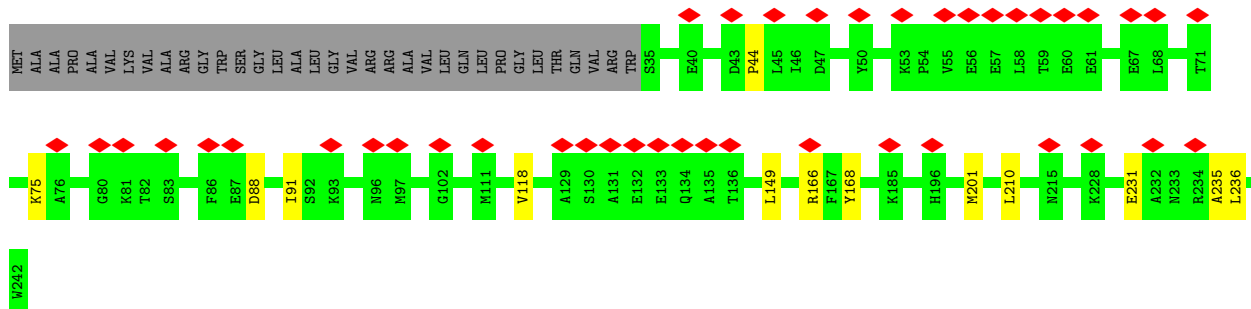 MET ALA ALA PRO ALA VAL LYS VAL ALA ARG GLY TRP SER GLY LEU ALA LEU GLY VAL ARG ARG ALA VAL LEU GLN LEU PRO GLY LEU THR GLN VAL ARG TRP S35 E40 D43 P44 L45 I46 D47 Y50 K53 P54 V55 E56 E57 L58 T59 E60 E61 E67 L68 T71
K75 A76 G80 K81 T82 S83 F86 E87 D88 I91 S92 K93 N96 M97 G102 M111 V118 A129 S130 A131 E132 E133 Q134 A135 T136 L149 R166 F167 Y168 K185 H196 M201 L210 N215 K228 E231 A232 N233 R234 A235 L236
W242